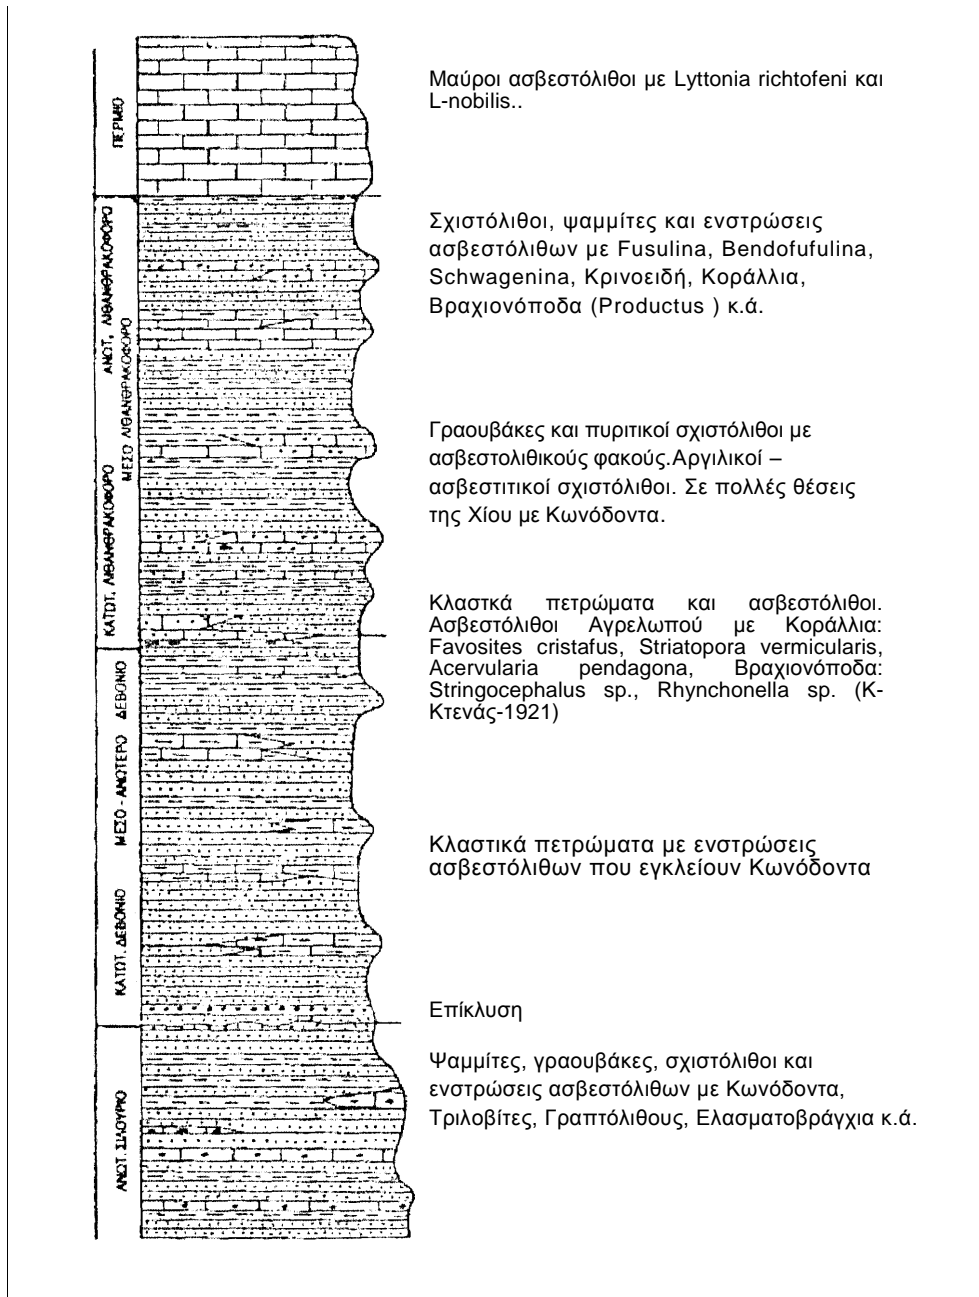 Μαύροι ασβεστόλιθοι με Lyttonia richtofeni και
L-nobilis..
ΠΕΡΜΙΟ
Σχιστόλιθοι, ψαμμίτες και ενστρώσεις
ασβεστόλιθων με Fusulina, Bendofufulina,
Schwagenina, Κρινοειδή, Κοράλλια,
Βραχιονόποδα (Productus ) κ.ά.
ΑΝΩΤ, ΛΙΘΑΝΘΡΑΚΟΦΟΡΟ
ΜΕΣΟ ΛΙΘΑΝΘΡΑΚΟΦΟΡΟ
Γραουβάκες και πυριτικοί σχιστόλιθοι με
ασβεστολιθικούς φακούς.Αργιλικοί –
ασβεστιτικοί σχιστόλιθοι. Σε πολλές θέσεις
της Χίου με Κωνόδοντα.
ΚΑΤΩΤ, ΛΙΘΑΝΘΡΑΚΟΦΟΡΟ
Κλαστκά πετρώματα και ασβεστόλιθοι.
Ασβεστόλιθοι Αγρελωπού με Κοράλλια:
Favosites cristafus, Striatopora vermicularis,
Acervularia pendagona, Βραχιονόποδα:
Stringocephalus sp., Rhynchonella sp. (Κ-
Κτενάς-1921)
ΜΕΣΟ - ΑΝΩΤΕΡΟ ΔΕΒΟΝΙΟ
Κλαστικά πετρώματα με ενστρώσεις
ασβεστόλιθων που εγκλείουν Κωνόδοντα
ΚΑΤΩΤ. ΔΕΒΟΝΙΟ
Επίκλυση
Ψαμμίτες, γραουβάκες, σχιστόλιθοι και
ενστρώσεις ασβεστόλιθων με Κωνόδοντα,
Τριλοβίτες, Γραπτόλιθους, Ελασματοβράγχια κ.ά.
ΑΝΩΤ. ΣΙΛΟΥΡΙΟ